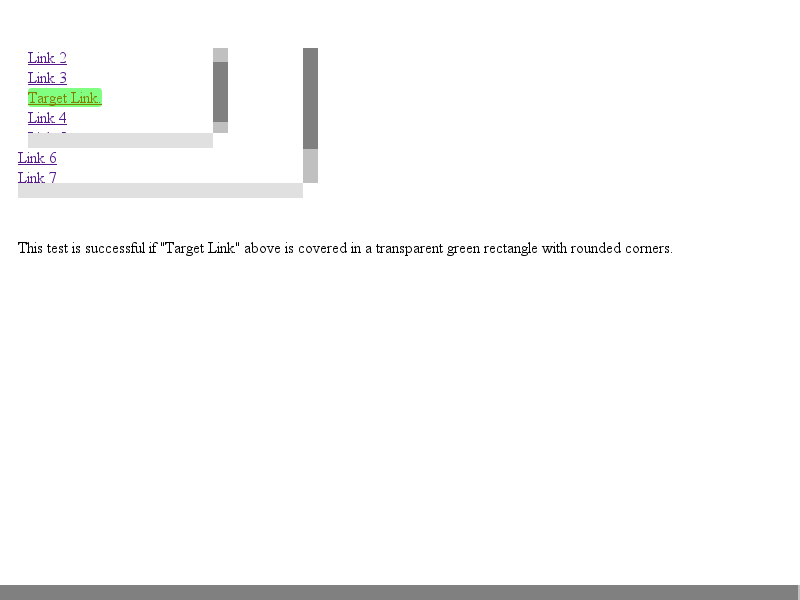 Link 2
Link 3
Target Link.
Link 4
Link 6
Link 7
This test is successful if "Target Link" above is covered in a transparent green rectangle with rounded corners.